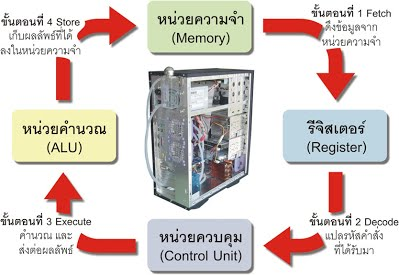 ขั้นตอนที่ 4 Store
เก็บผลลัพธ์ที่ได้
ลงในหน่วยความจำ
หน่วยความจำ
(Memory)
ขั้นตอนที่ 1 Fetch
ดึงข้อมูลจาก
หน่วยความจำ
หน่วยคำนวณ
(ALU)
รีจิสเตอร์
(Register)
ขั้นตอนที่ 3 Execute
คำนวณ และ
ส่งต่อผลลัพธ์
หน่วยควบคุม
(Control Unit)
ขั้นตอนที่ 2 Decode
แปลรหัสคำสั่ง
ที่ได้รับมา